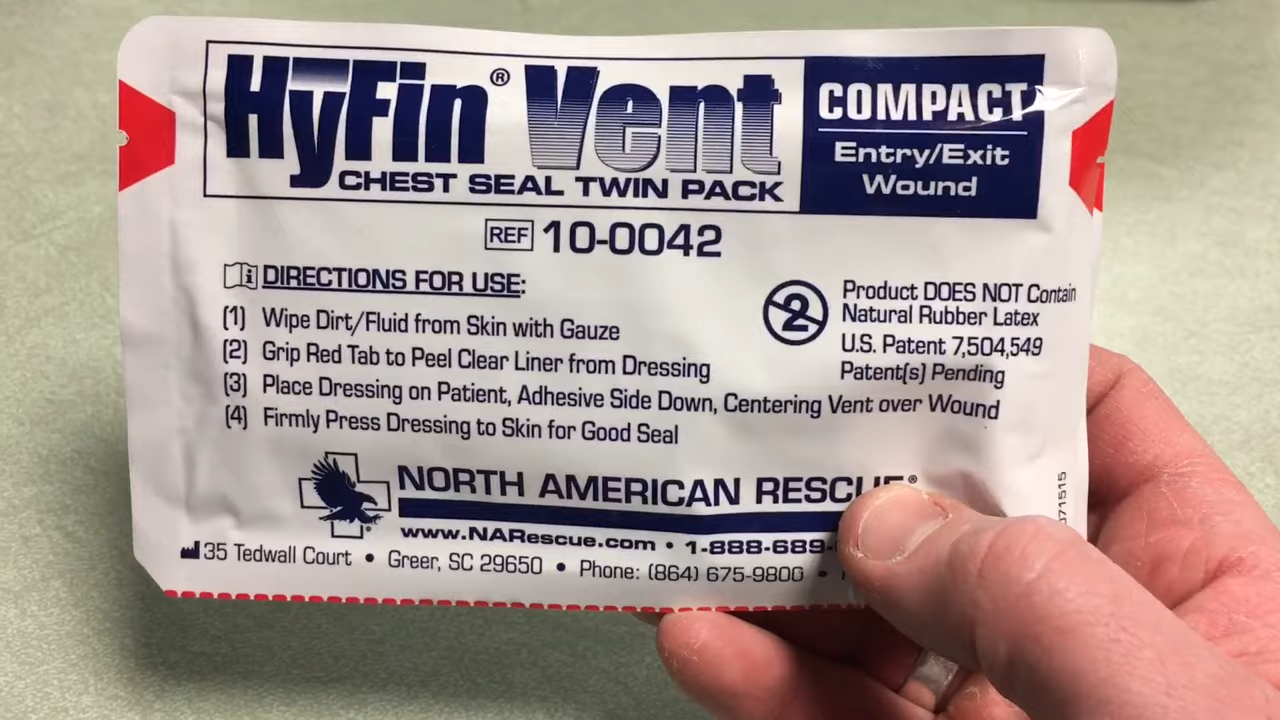 HyFin® Vent
CHEST SEAL TWIN PACK
COMPACT
Entry/Exit
Wound
REF 10-0042
DIRECTIONS FOR USE:
(1) Wipe Dirt/Fluid from Skin with Gauze
(2) Grip Red Tab to Peel Clear Liner from Dressing
(3) Place Dressing on Patient, Adhesive Side Down, Centering Vent over Wound
(4) Firmly Press Dressing to Skin for Good Seal
2
Product DOES NOT Contain
Natural Rubber Latex
U.S. Patent 7,504,549
Patent(s) Pending
NORTH AMERICAN RESCUE®
www.NARescue.com • 1-888-689-
35 Tedwall Court • Greer, SC 29650 • Phone: (864) 675-9800 •
071515